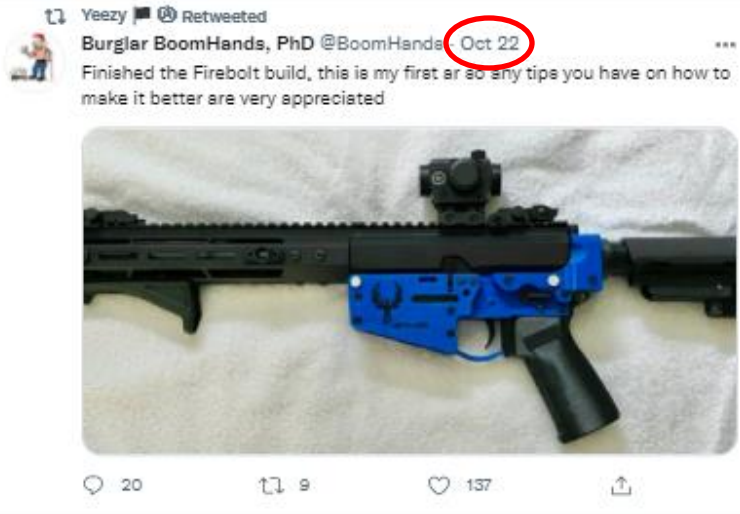 Yeezy 🏴 Ⓐ Retweeted
Burglar BoomHands, PhD @BoomHands · Oct 22
Finished the Firebolt build, this is my first ar so any tips you have on how to
make it better are very appreciated
20
9
137